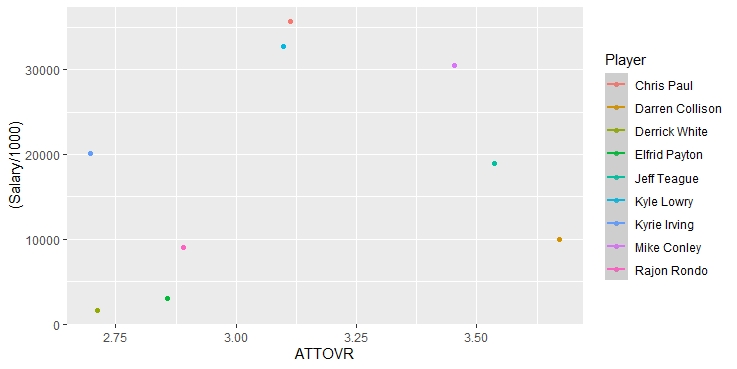 Player
Chris Paul
Darren Collison
Derrick White
Elfrid Payton
Jeff Teague
Kyle Lowry
Kyrie Irving
Mike Conley
Rajon Rondo
(Salary/1000)
30000
20000
10000
0
2.75 3.00 3.25 3.50
ATTOVR